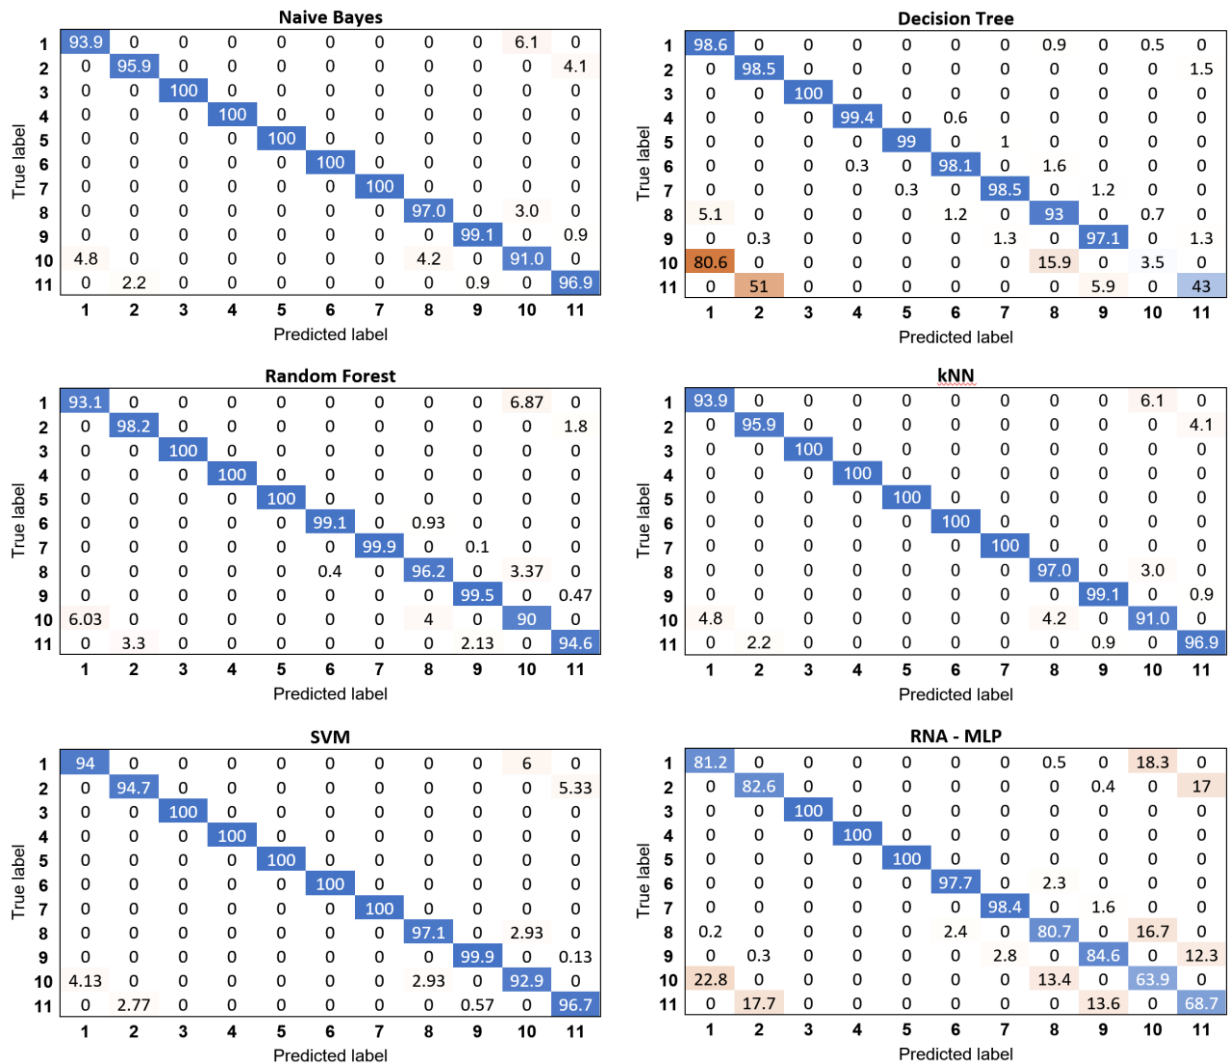 Naive Bayes
True label
1 93.9 0 0 0 0 0 0 0 0 6.1 0
2 0 95.9 0 0 0 0 0 0 0 0 4.1
3 0 0 100 0 0 0 0 0 0 0 0
4 0 0 0 100 0 0 0 0 0 0 0
5 0 0 0 0 100 0 0 0 0 0 0
6 0 0 0 0 0 100 0 0 0 0 0
7 0 0 0 0 0 0 100 0 0 0 0
8 0 0 0 0 0 0 0 97.0 0 3.0 0
9 0 0 0 0 0 0 0 0 99.1 0 0.9
10 4.8 0 0 0 0 0 0 4.2 0 91.0 0
11 0 2.2 0 0 0 0 0 0 0.9 0 96.9
1 2 3 4 5 6 7 8 9 10 11
Predicted label
Decision Tree
True label
1 98.6 0 0 0 0 0 0 0.9 0 0.5 0
2 0 98.5 0 0 0 0 0 0 0 0 1.5
3 0 0 100 0 0 0 0 0 0 0 0
4 0 0 0 99.4 0 0.6 0 0 0 0 0
5 0 0 0 0 99 0 1 0 0 0 0
6 0 0 0 0.3 0 98.1 0 1.6 0 0 0
7 0 0 0 0 0.3 0 98.5 0 1.2 0 0
8 5.1 0 0 0 0 1.2 0 93 0 0.7 0
9 0 0.3 0 0 0 0 1.3 0 97.1 0 1.3
10 80.6 0 0 0 0 0 0 15.9 0 3.5 0
11 0 51 0 0 0 0 0 0 5.9 0 43
1 2 3 4 5 6 7 8 9 10 11
Predicted label
Random Forest
True label
1 93.1 0 0 0 0 0 0 0 0 6.87 0
2 0 98.2 0 0 0 0 0 0 0 0 1.8
3 0 0 100 0 0 0 0 0 0 0 0
4 0 0 0 100 0 0 0 0 0 0 0
5 0 0 0 0 100 0 0 0 0 0 0
6 0 0 0 0 0 99.1 0 0.93 0 0 0
7 0 0 0 0 0 0 99.9 0 0.1 0 0
8 0 0 0 0 0 0.4 0 96.2 0 3.37 0
9 0 0 0 0 0 0 0 0 99.5 0 0.47
10 6.03 0 0 0 0 0 0 4 0 90 0
11 0 3.3 0 0 0 0 0 0 2.13 0 94.6
1 2 3 4 5 6 7 8 9 10 11
Predicted label
kNN
True label
1 93.9 0 0 0 0 0 0 0 0 6.1 0
2 0 95.9 0 0 0 0 0 0 0 0 4.1
3 0 0 100 0 0 0 0 0 0 0 0
4 0 0 0 100 0 0 0 0 0 0 0
5 0 0 0 0 100 0 0 0 0 0 0
6 0 0 0 0 0 100 0 0 0 0 0
7 0 0 0 0 0 0 100 0 0 0 0
8 0 0 0 0 0 0 0 97.0 0 3.0 0
9 0 0 0 0 0 0 0 0 99.1 0 0.9
10 4.8 0 0 0 0 0 0 4.2 0 91.0 0
11 0 2.2 0 0 0 0 0 0 0.9 0 96.9
1 2 3 4 5 6 7 8 9 10 11
Predicted label
SVM
True label
1 94 0 0 0 0 0 0 0 0 6 0
2 0 94.7 0 0 0 0 0 0 0 0 5.33
3 0 0 100 0 0 0 0 0 0 0 0
4 0 0 0 100 0 0 0 0 0 0 0
5 0 0 0 0 100 0 0 0 0 0 0
6 0 0 0 0 0 100 0 0 0 0 0
7 0 0 0 0 0 0 100 0 0 0 0
8 0 0 0 0 0 0 0 97.1 0 2.93 0
9 0 0 0 0 0 0 0 0 99.9 0 0.13
10 4.13 0 0 0 0 0 0 2.93 0 92.9 0
11 0 2.77 0 0 0 0 0 0 0.57 0 96.7
1 2 3 4 5 6 7 8 9 10 11
Predicted label
RNA - MLP
True label
1 81.2 0 0 0 0 0 0 0.5 0 18.3 0
2 0 82.6 0 0 0 0 0 0 0.4 0 17
3 0 0 100 0 0 0 0 0 0 0 0
4 0 0 0 100 0 0 0 0 0 0 0
5 0 0 0 0 100 0 0 0 0 0 0
6 0 0 0 0 0 97.7 0 2.3 0 0 0
7 0 0 0 0 0 0 98.4 0 1.6 0 0
8 0.2 0 0 0 0 2.4 0 80.7 0 16.7 0
9 0 0.3 0 0 0 0 2.8 0 84.6 0 12.3
10 22.8 0 0 0 0 0 0 13.4 0 63.9 0
11 0 17.7 0 0 0 0 0 0 13.6 0 68.7
1 2 3 4 5 6 7 8 9 10 11
Predicted label